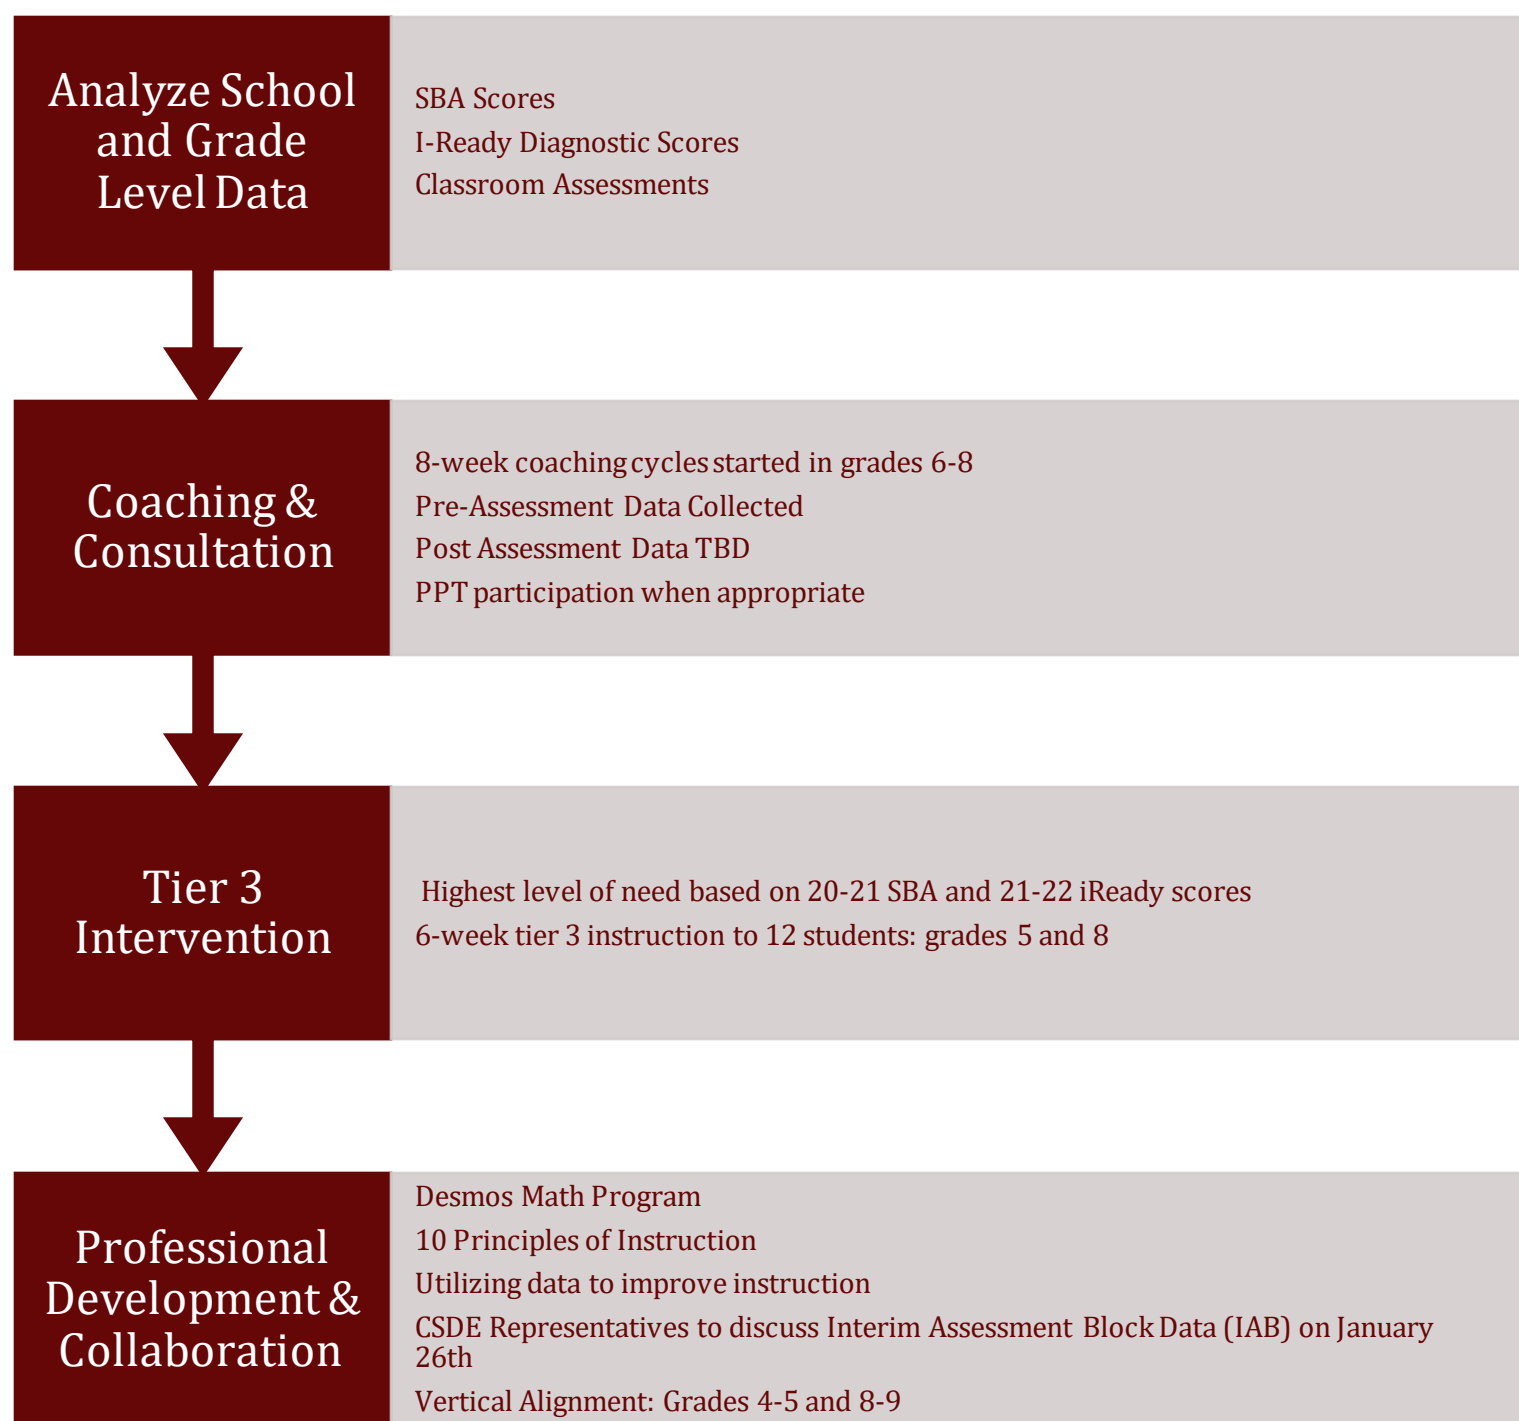 Analyze School
and Grade
Level Data
SBA Scores
I-Ready Diagnostic Scores
Classroom Assessments
Coaching &
Consultation
8-week coaching cycles started in grades 6-8
Pre-Assessment Data Collected
Post Assessment Data TBD
PPT participation when appropriate
Tier 3
Intervention
Highest level of need based on 20-21 SBA and 21-22 iReady scores
6-week tier 3 instruction to 12 students: grades 5 and 8
Professional
Development &
Collaboration
Desmos Math Program
10 Principles of Instruction
Utilizing data to improve instruction
CSDE Representatives to discuss Interim Assessment Block Data (IAB) on January
26th
Vertical Alignment: Grades 4-5 and 8-9